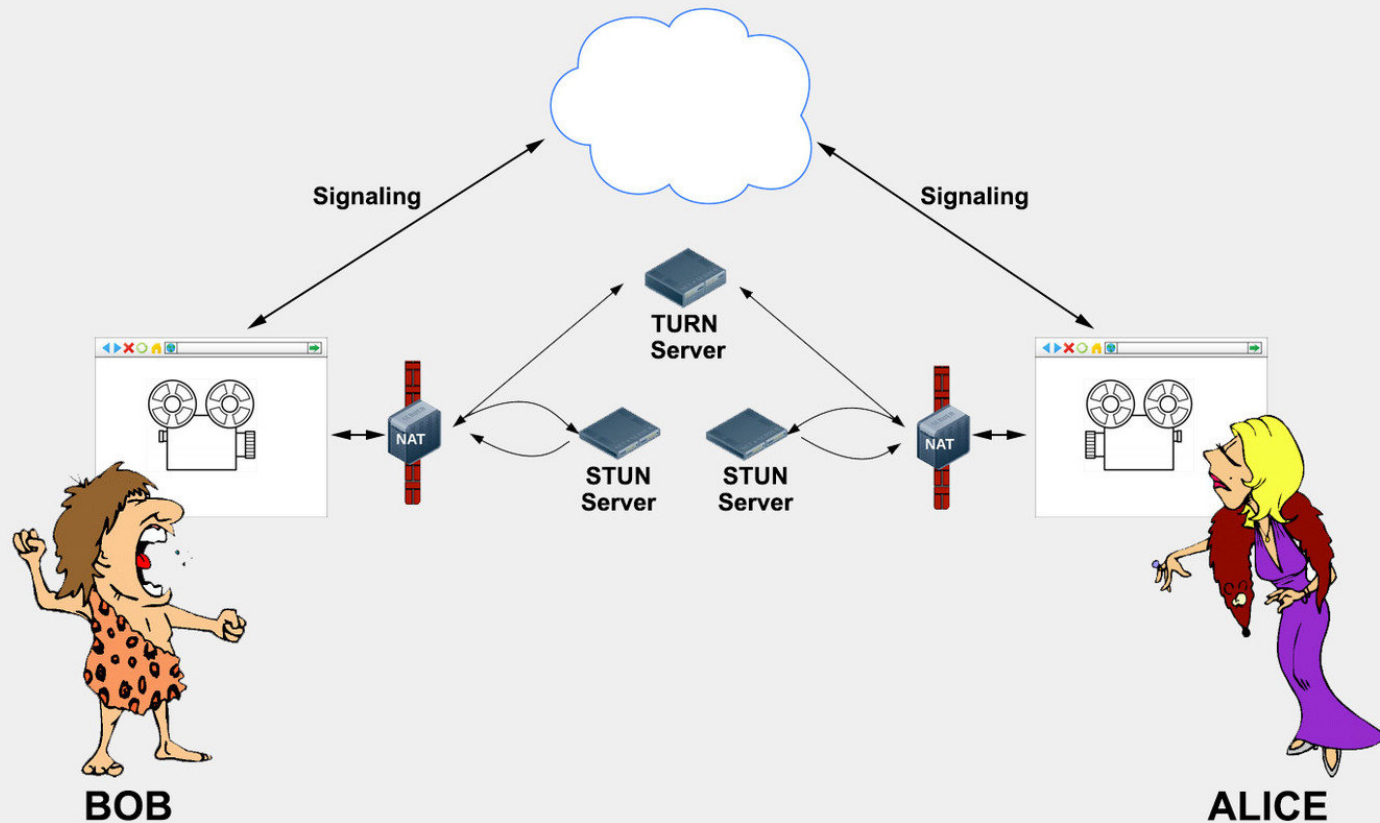 Signaling
Signaling
TURN
Server
NAT
STUN
Server
STUN
Server
NAT
BOB
ALICE